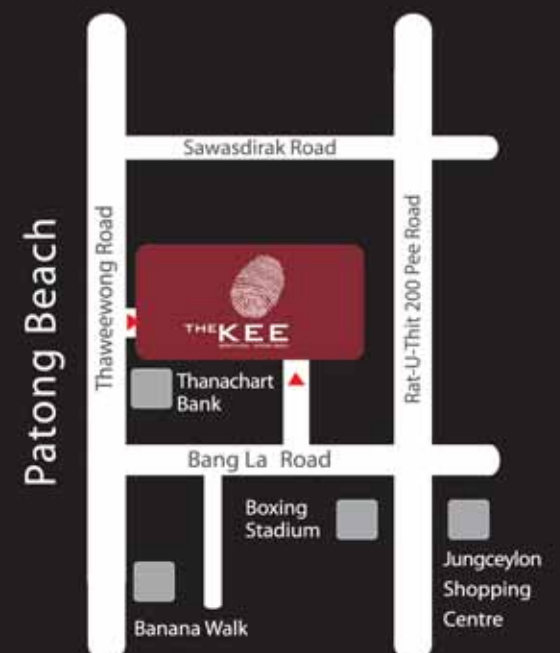 Sawasdirak Road
Patong Beach
Thaweewong Road
Rat-U-Thit 200 Pee Road
THE KEE
Thanachart
Bank
Bang La Road
Boxing
Stadium
Jungceylon
Shopping
Centre
Banana Walk